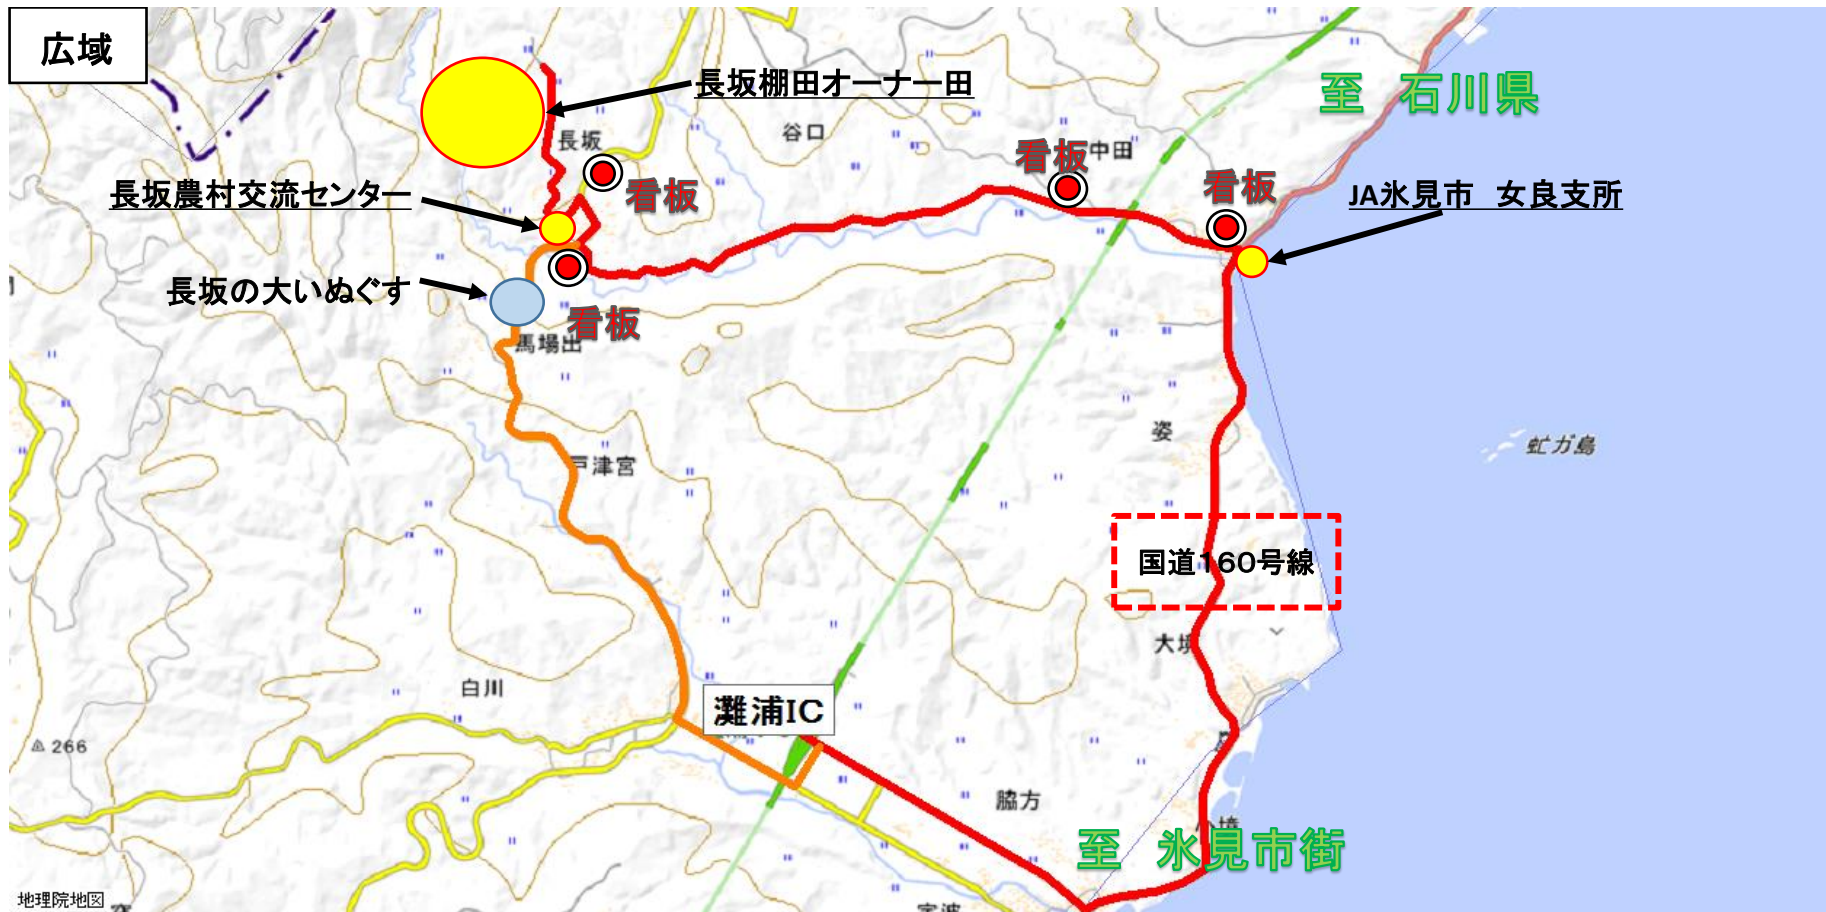 広域
長坂棚田オーナー田
至 石川県
長坂
谷口
看板
中田
看板
看板
長坂農村交流センター
JA氷見市 女良支所
長坂の大いぬぐす
看板
馬場出
姿
虻ガ島
戸津宮
国道160号線
大境
白川
灘浦IC
266
脇方
小境
至 氷見市街
地理院地図
宇波